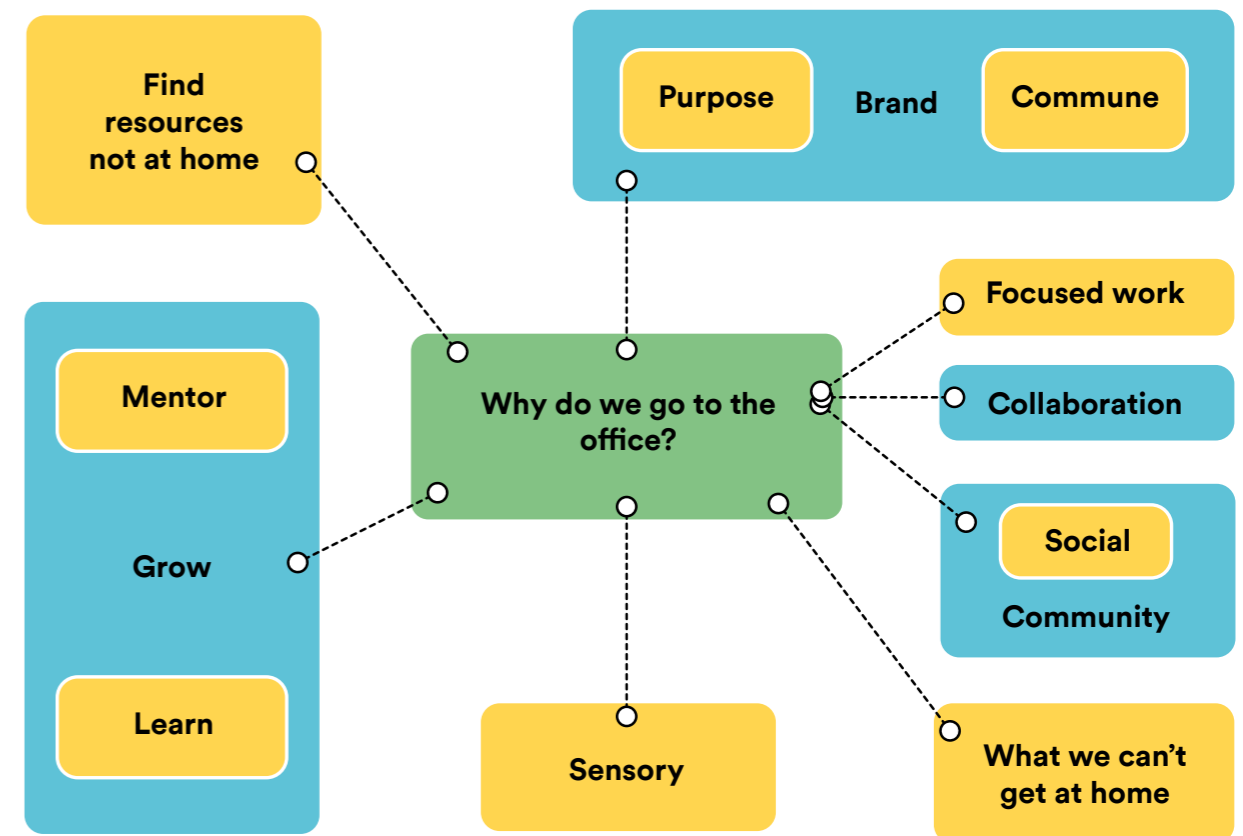 Find
resources
not at home
Purpose
Brand
Commune
Focused work
Collaboration
Social
Community
Why do we go to the
office?
Mentor
Grow
Learn
Sensory
What we can’t
get at home